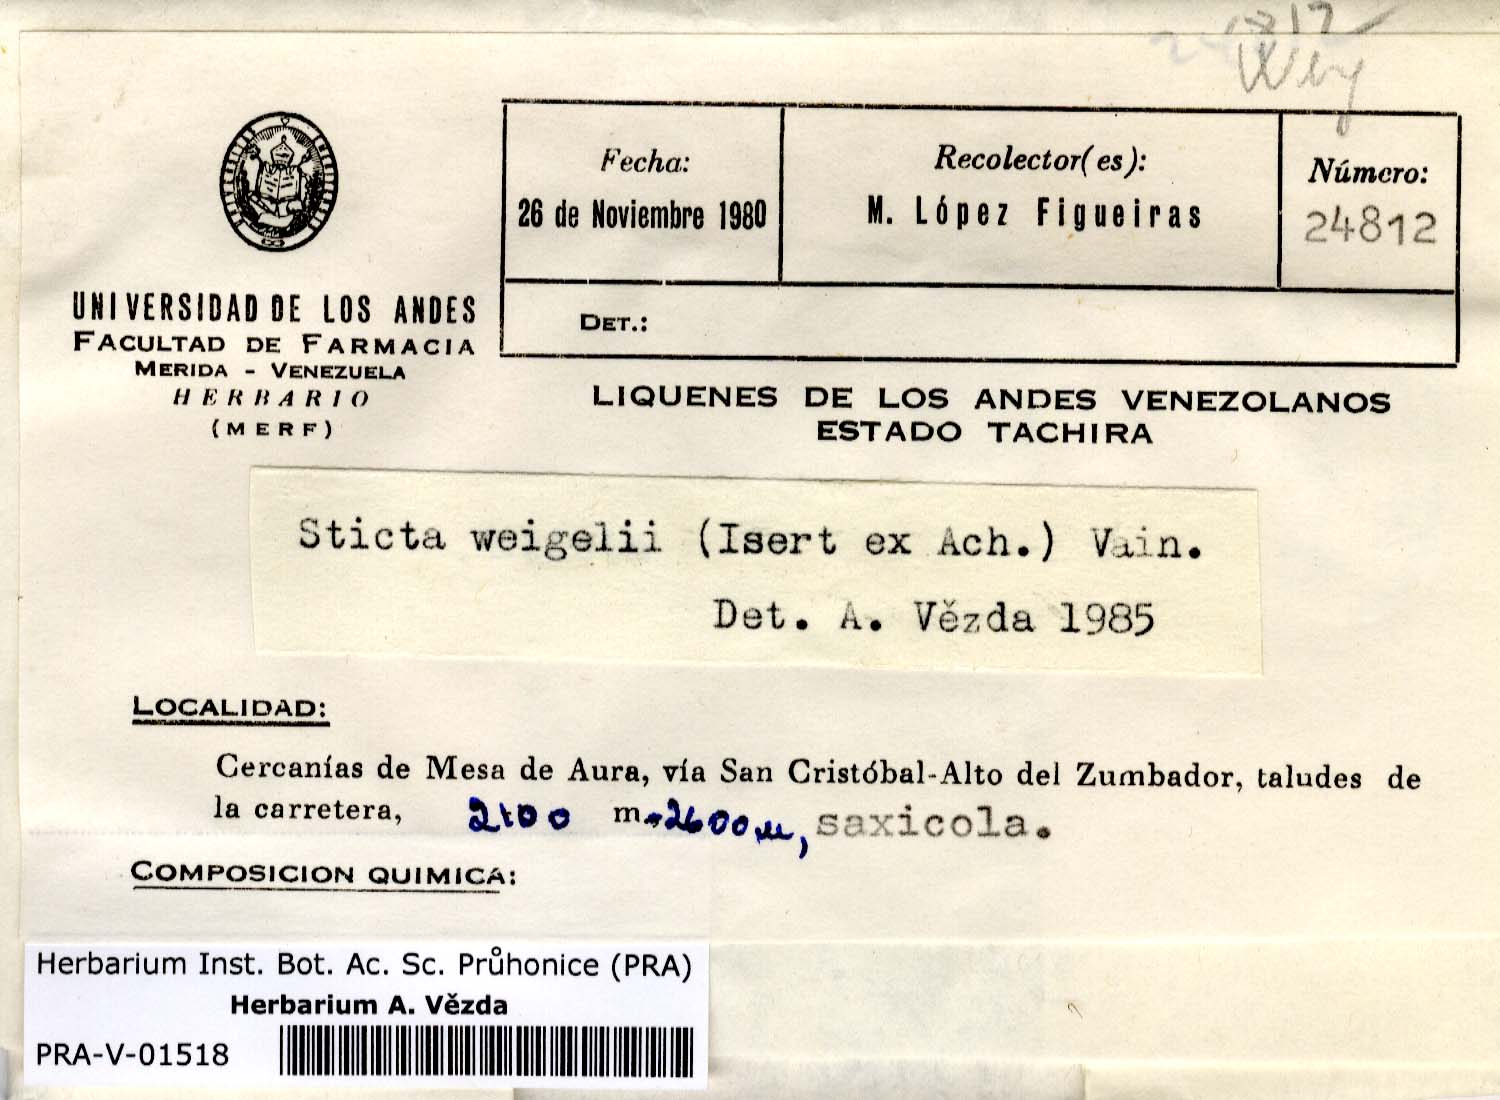 Fecha:
26 de Noviembre 1980
Recolector(es):
M. López Figueiras
Número:
24812
DET.:
UNIVERSIDAD DE LOS ANDES
FACULTAD DE FARMACIA
MERIDA - VENEZUELA
HERBARIO
(MERF)
LIQUENES DE LOS ANDES VENEZOLANOS
ESTADO TACHIRA
Sticta weigelii (Isert ex Ach.) Vain.
Det. A. Vězda 1985
LOCALIDAD:
Cercanías de Mesa de Aura, vía San Cristóbal-Alto del Zumbador, taludes de
la carretera, 2100 m-2600 m, saxicola.
COMPOSICION QUIMICA:
Herbarium Inst. Bot. Ac. Sc. Průhonice (PRA)
Herbarium A. Vězda
PRA-V-01518